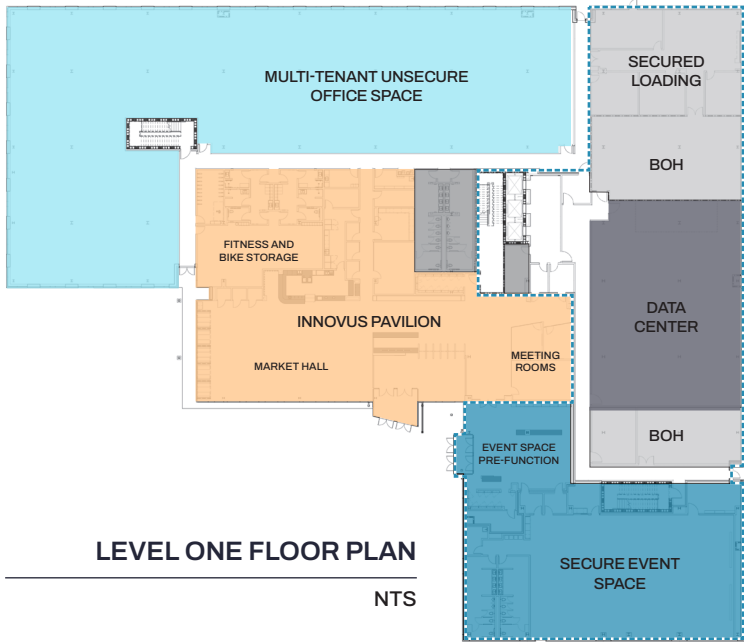 MULTI-TENANT UNSECURE
OFFICE SPACE
SECURED
LOADING
BOH
FITNESS AND
BIKE STORAGE
INNOVUS PAVILION
DATA
CENTER
MARKET HALL
MEETING
ROOMS
BOH
EVENT SPACE
PRE-FUNCTION
LEVEL ONE FLOOR PLAN
NTS
SECURE EVENT
SPACE